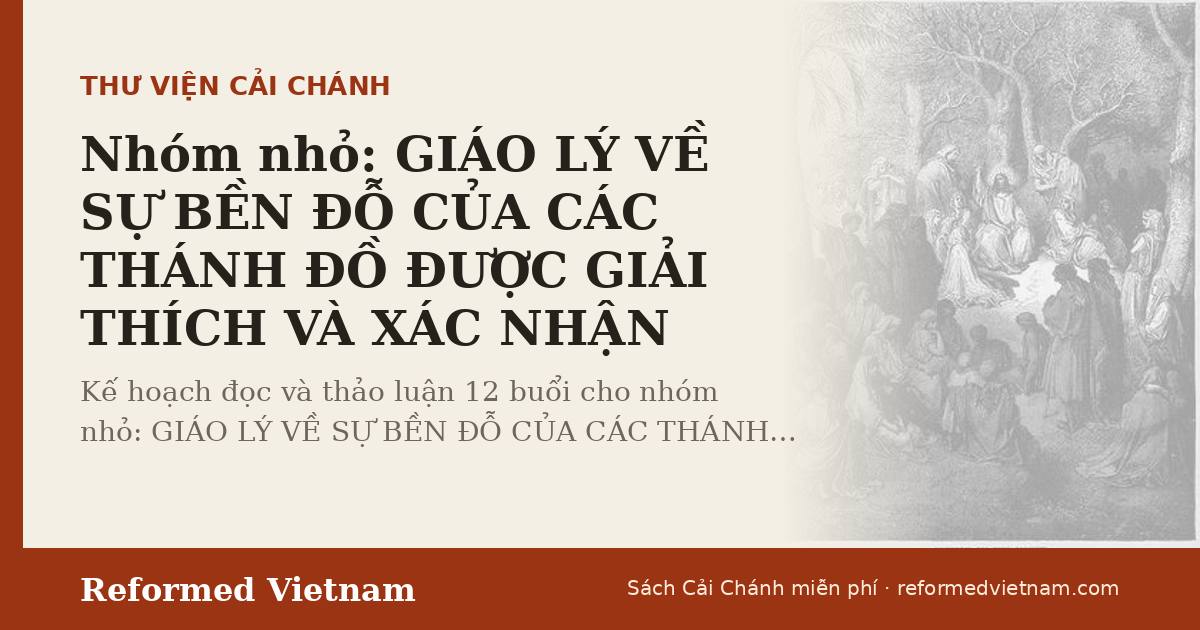 THƯ VIỆN CẢI CHÁNH
Nhóm nhỏ: GIÁO LÝ VỀ
SỰ BỀN ĐỖ CỦA CÁC
THÁNH ĐỒ ĐƯỢC GIẢI
THÍCH VÀ XÁC NHẬN
Kế hoạch đọc và thảo luận 12 buổi cho nhóm
nhỏ: GIÁO LÝ VỀ SỰ BỀN ĐỖ CỦA CÁC THÁNH...
Reformed Vietnam
Sách Cải Chánh miễn phí · reformedvietnam.com